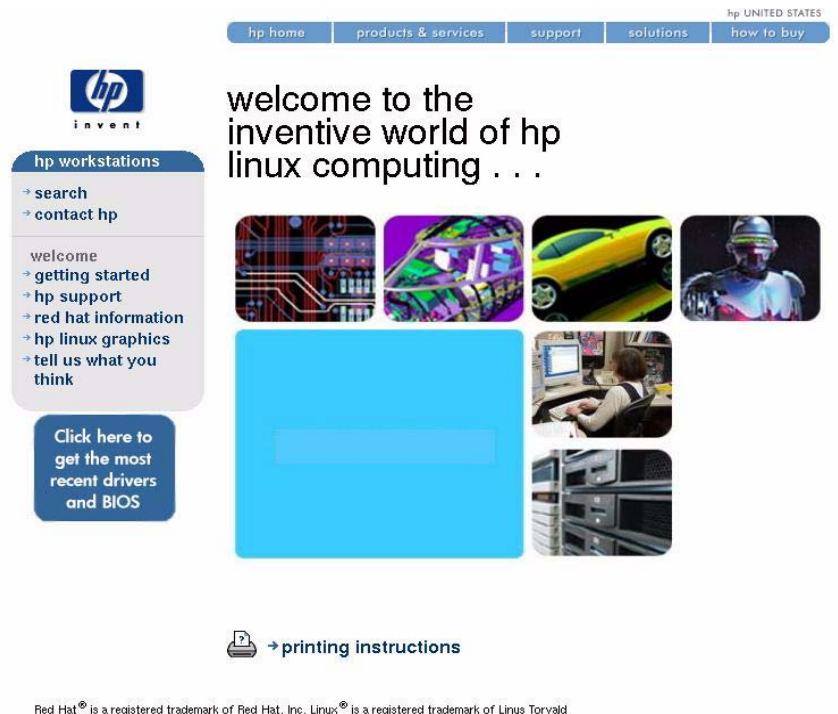 hp UNITED STATES
hp home products & services support solutions how to buy
hp
invent
welcome to the
inventive world of hp
linux computing . . .
hp workstations
search
contact hp
welcome
getting started
hp support
red hat information
hp linux graphics
tell us what you
think
Click here to
get the most
recent drivers
and BIOS
printing instructions
Red Hat® is a registered trademark of Red Hat, Inc. Linux® is a registered trademark of Linus Torvald